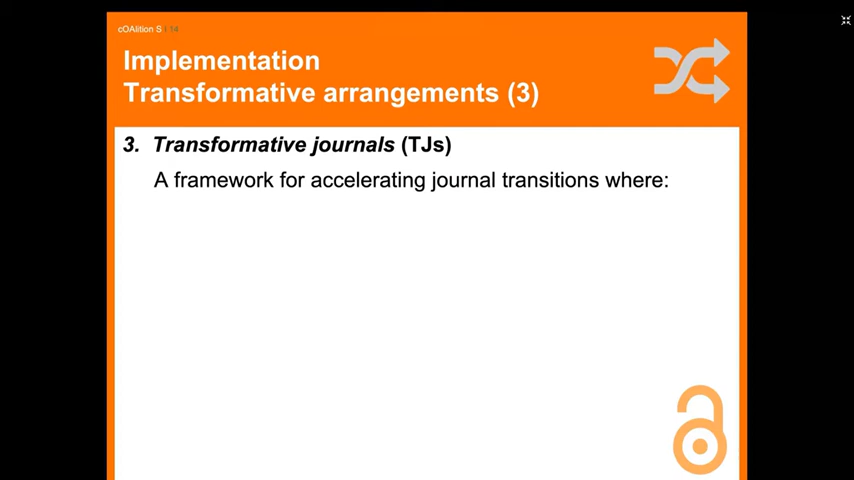 cOAlition S | 14
Implementation
Transformative arrangements (3)
3. Transformative journals (TJs)
A framework for accelerating journal transitions where: